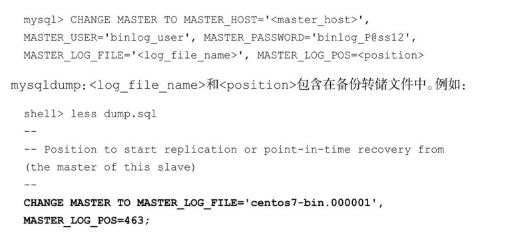 mysql> CHANGE MASTER TO MASTER_HOST='<master_host>',
MASTER_USER='binlog_user', MASTER_PASSWORD='binlog_P@ss12',
MASTER_LOG_FILE='<log_file_name>', MASTER_LOG_POS=<position>
mysqldump:<log_file_name>和<position>包含在备份转储文件中。例如:
shell> less dump.sql
--
-- Position to start replication or point-in-time recovery from
(the master of this slave)
--
CHANGE MASTER TO MASTER_LOG_FILE='centos7-bin.000001',
MASTER_LOG_POS=463;